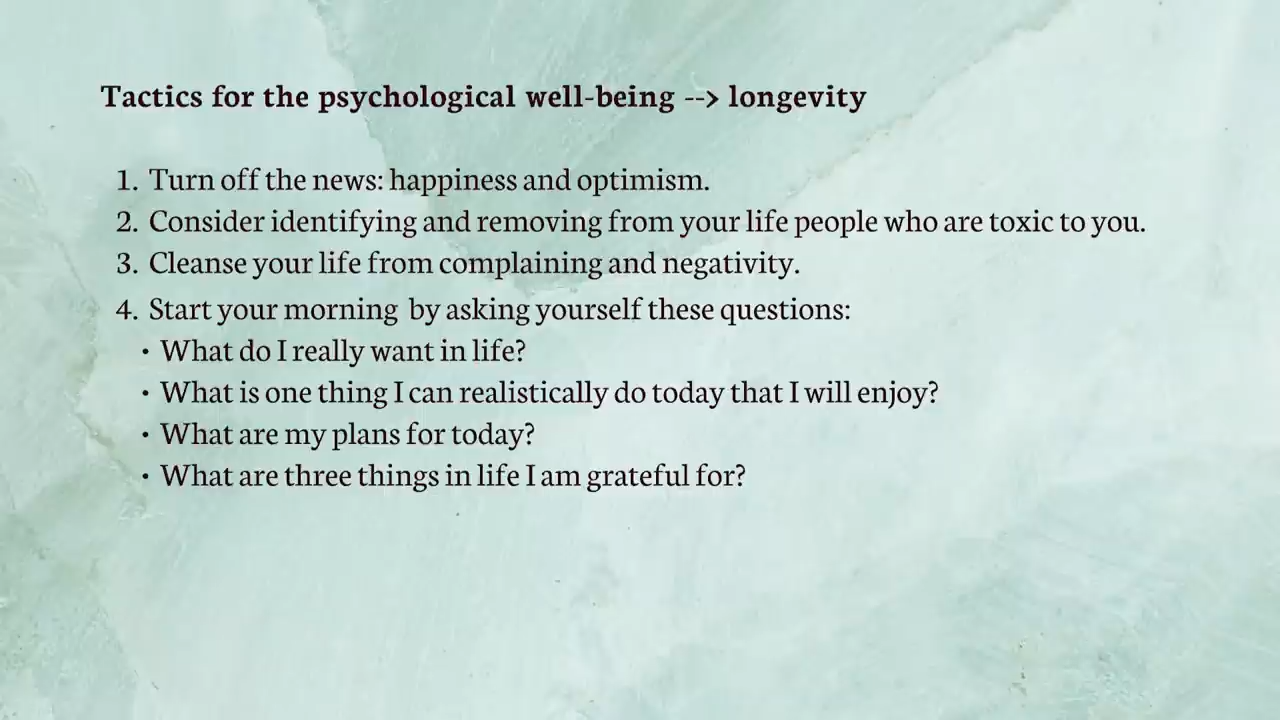 Tactics for the psychological well-being --> longevity
1. Turn off the news: happiness and optimism.
2. Consider identifying and removing from your life people who are toxic to you.
3. Cleanse your life from complaining and negativity.
4. Start your morning  by asking yourself these questions:
• What do I really want in life?
• What is one thing I can realistically do today that I will enjoy?
• What are my plans for today?
• What are three things in life I am grateful for?